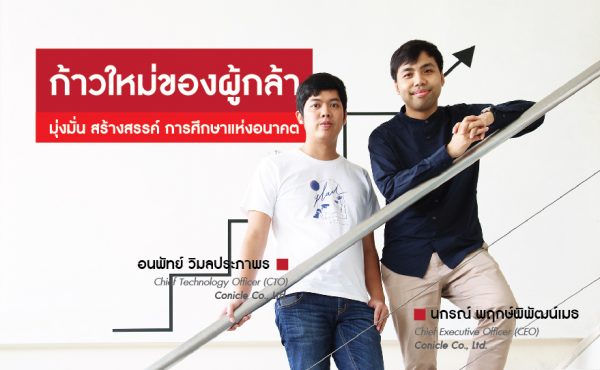 ก้าวใหม่ของผู้กล้า
มุ่งมั่น สร้างสรรค์ การศึกษาแห่งอนาคต
อนพัทย์ วิมลประภาพร
Chief Technology Officer (CTO)
Conicle Co., Ltd.
นกรณ์ พฤกษ์พิพัฒน์เมธ
Chief Executive Officer (CEO)
Conicle Co., Ltd.